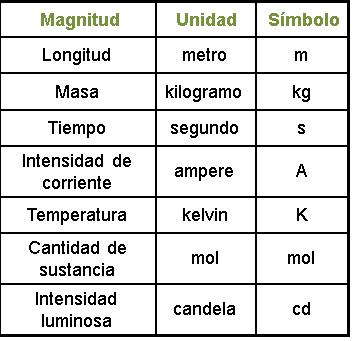 Magnitud Unidad Símbolo
Longitud metro m
Masa kilogramo kg
Tiempo segundo s
Intensidad de
corriente ampere A
Temperatura kelvin K
Cantidad de
sustancia mol mol
Intensidad
luminosa candela cd